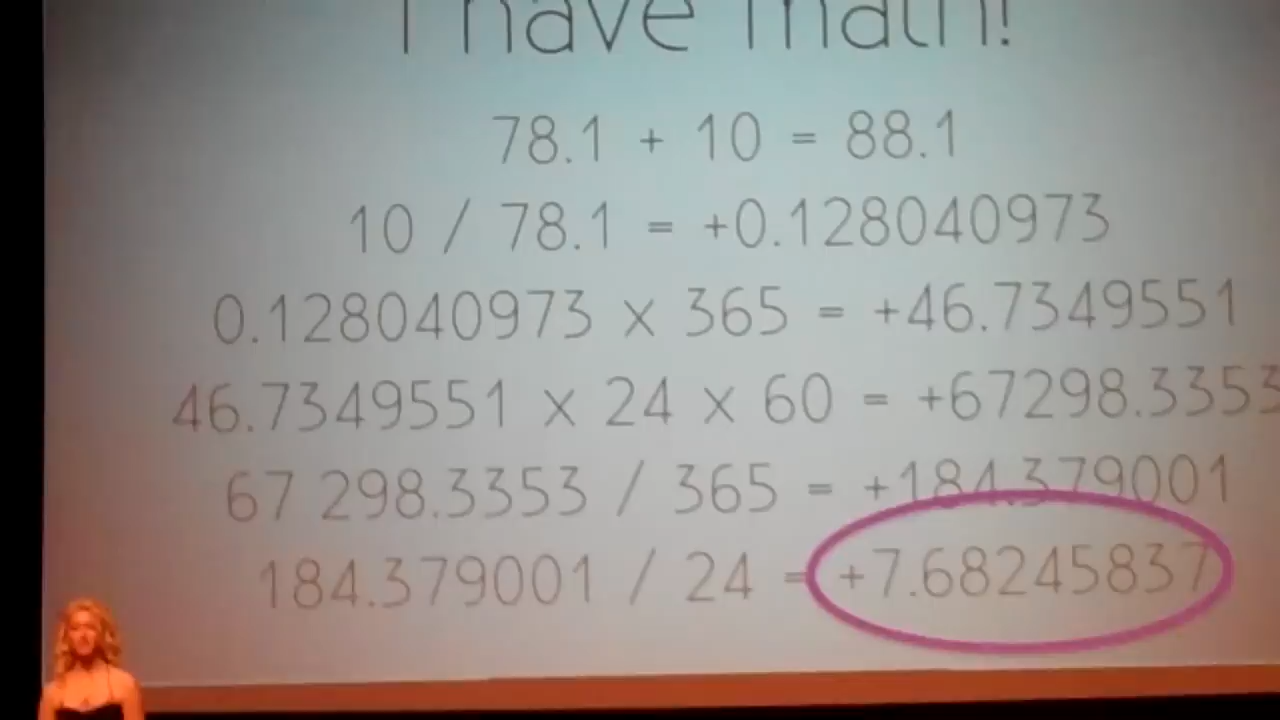 I have math!
78.1 + 10 = 88.1
10 / 78.1 = +0.128040973
0.128040973 x 365 = +46.7349551
46.7349551 x 24 x 60 = +67298.3353
67 298.3353 / 365 = +184.379001
184.379001 / 24 = +7.68245837